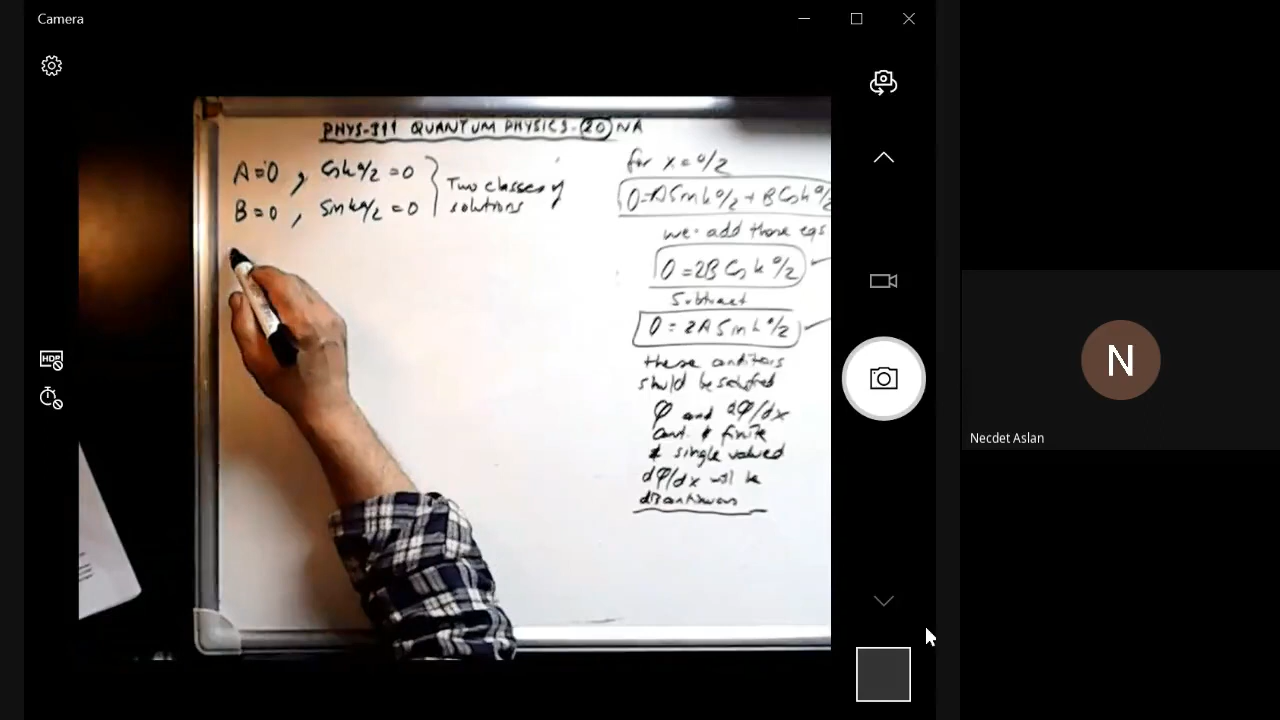 Camera
PHYS-311 QUANTUM PHYSICS-20 NA
A=0 , Cos ka/2 = 0
B=0 , Sin ka/2 = 0
Two classes of
solutions
for x = a/2
0=A Sin ka/2 + B Cos ka/2
we add those eqs
0=2B Cos ka/2
Subtract
0 = 2A Sin ka/2
these conditions
should be satisfied
φ and dφ/dx
cont. & finite
& single valued
dφ/dx will be
discontinuous
HDR
N
Necdet Aslan